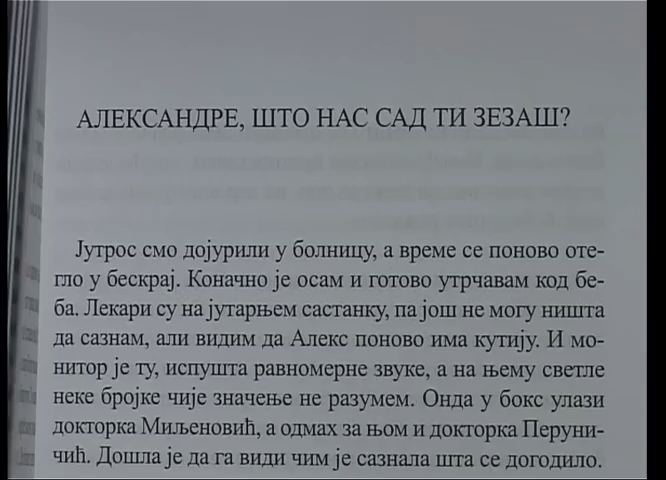 АЛЕКСАНДРЕ, ШТО НАС САД ТИ ЗЕЗАШ?
Јутрос смо дојурили у болницу, а време се поново оте-
гло у бескрај. Коначно је осам и готово утрчавам код бе-
ба. Лекари су на јутарњем састанку, па још не могу ништа
да сазнам, али видим да Алекс поново има кутију. И мо-
нитор је ту, испушта равномерне звуке, а на њему светле
неке бројке чије значење не разумем. Онда у бокс улази
докторка Миљеновић, а одмах за њом и докторка Перуни-
чић. Дошла је да га види чим је сазнала шта се догодило.